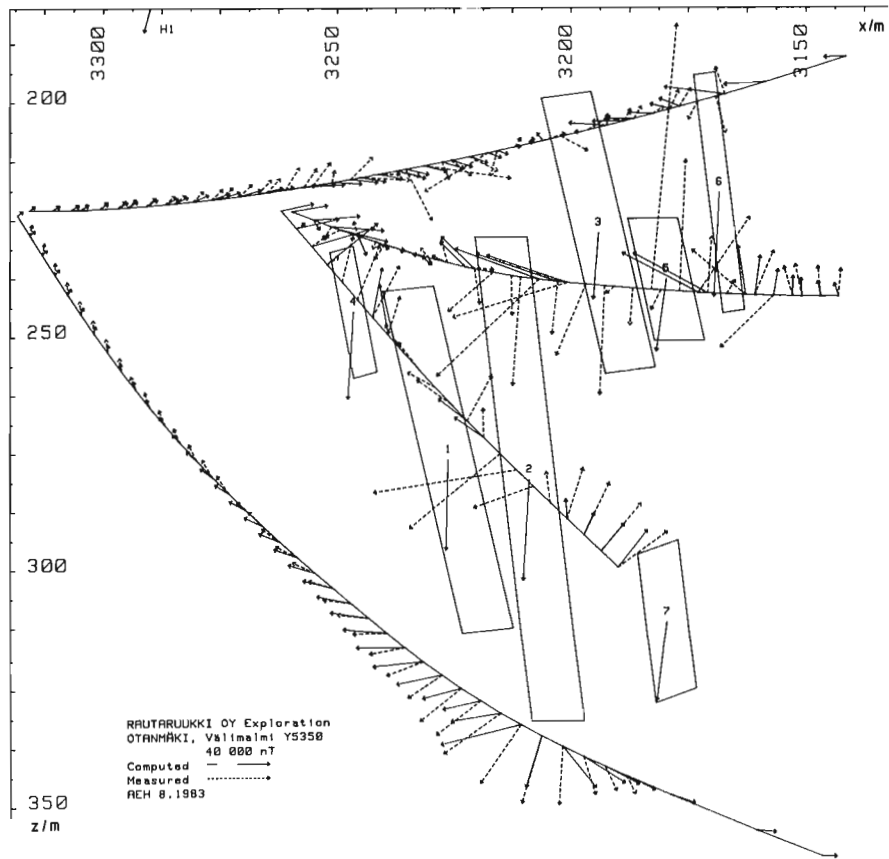 H1
3300
3250
3200
3150
x/m
200
6
3
5
250
4
1
2
300
7
RAUTARUUKKI OY Exploration
OTANMÄKI, Välimalmi Y5350
40 000 nT
Computed
Measured
AEH 8.1983
350
z/m